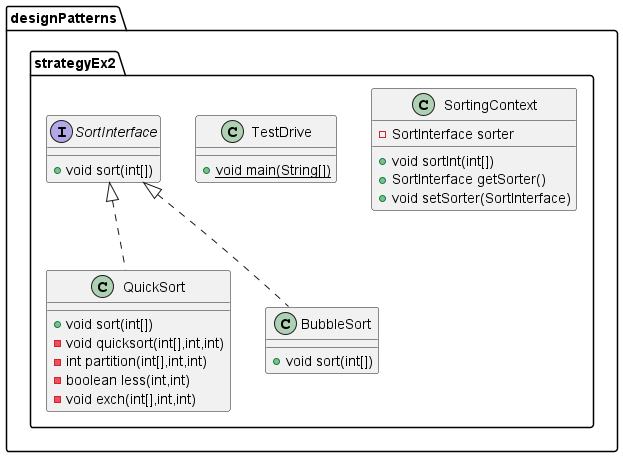 designPatterns
strategyEx2
I SortInterface
void sort(int[])
C TestDrive
void main(String[])
C SortingContext
SortInterface sorter
void sortInt(int[])
SortInterface getSorter()
void setSorter(SortInterface)
C QuickSort
void sort(int[])
void quicksort(int[],int,int)
int partition(int[],int,int)
boolean less(int,int)
void exch(int[],int,int)
C BubbleSort
void sort(int[])